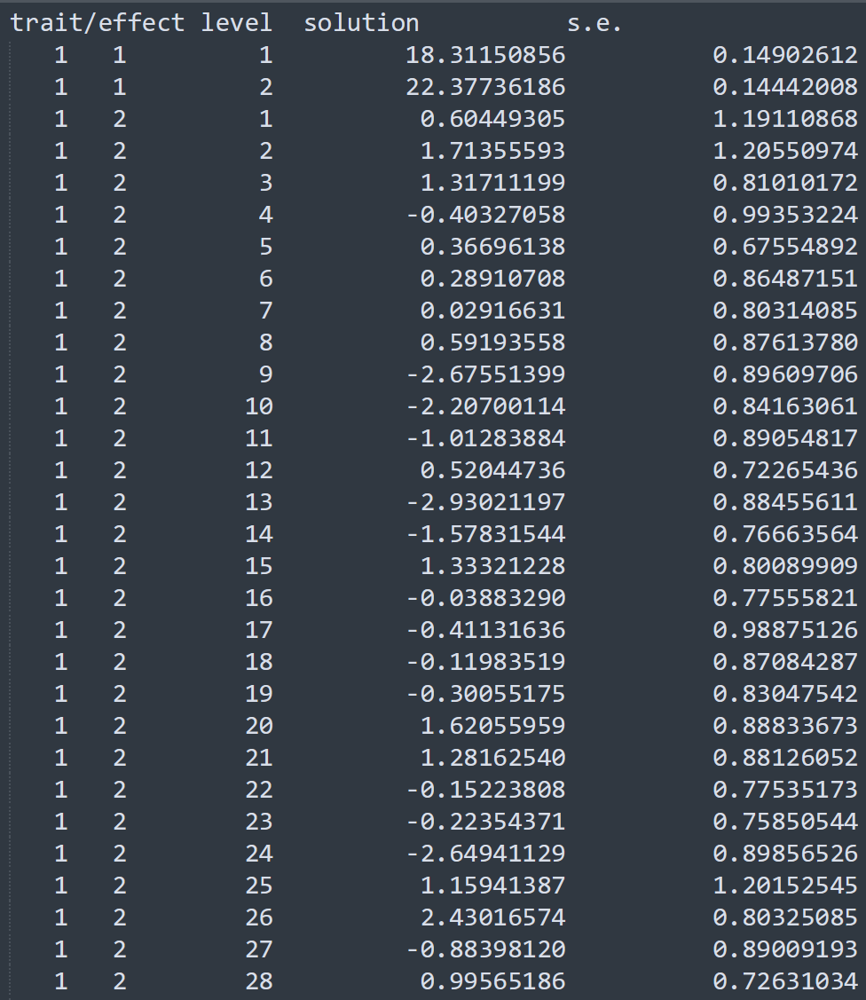 trait/effect level  solution          s.e.
1   1         1         18.31150856          0.14902612
1   1         2         22.37736186          0.14442008
1   2         1          0.60449305          1.19110868
1   2         2          1.71355593          1.20550974
1   2         3          1.31711199          0.81010172
1   2         4         -0.40327058          0.99353224
1   2         5          0.36696138          0.67554892
1   2         6          0.28910708          0.86487151
1   2         7          0.02916631          0.80314085
1   2         8          0.59193558          0.87613780
1   2         9         -2.67551399          0.89609706
1   2        10         -2.20700114          0.84163061
1   2        11         -1.01283884          0.89054817
1   2        12          0.52044736          0.72265436
1   2        13         -2.93021197          0.88455611
1   2        14         -1.57831544          0.76663564
1   2        15          1.33321228          0.80089909
1   2        16         -0.03883290          0.77555821
1   2        17         -0.41131636          0.98875126
1   2        18         -0.11983519          0.87084287
1   2        19         -0.30055175          0.83047542
1   2        20          1.62055959          0.88833673
1   2        21          1.28162540          0.88126052
1   2        22         -0.15223808          0.77535173
1   2        23         -0.22354371          0.75850544
1   2        24         -2.64941129          0.89856526
1   2        25          1.15941387          1.20152545
1   2        26          2.43016574          0.80325085
1   2        27         -0.88398120          0.89009193
1   2        28          0.99565186          0.72631034